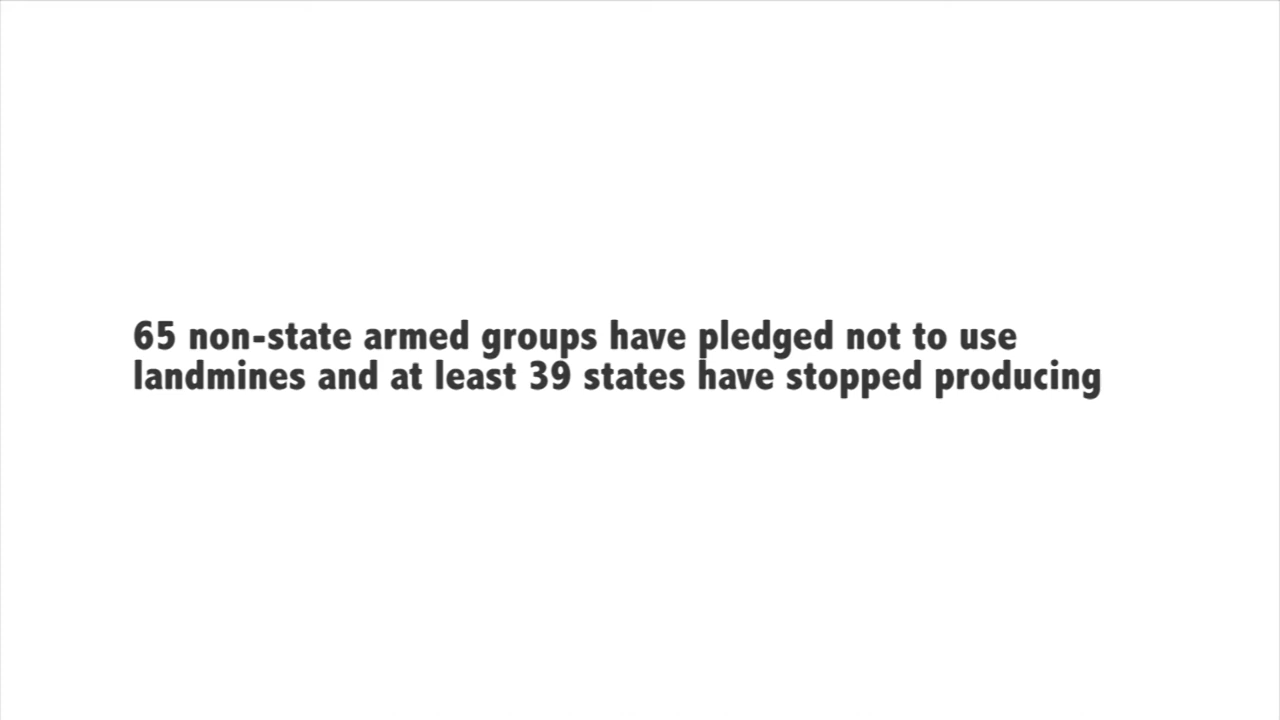 65 non-state armed groups have pledged not to use
landmines and at least 39 states have stopped producing